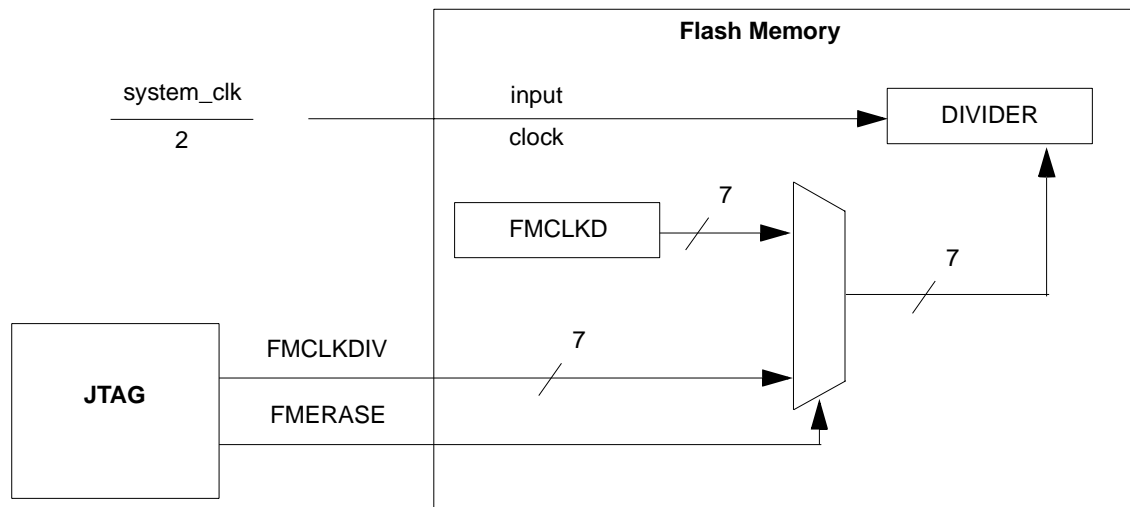 Flash Memory
system_clk
2
input
clock
DIVIDER
7
FMCLKD
7
7
FMCLKDIV
JTAG
FMERASE